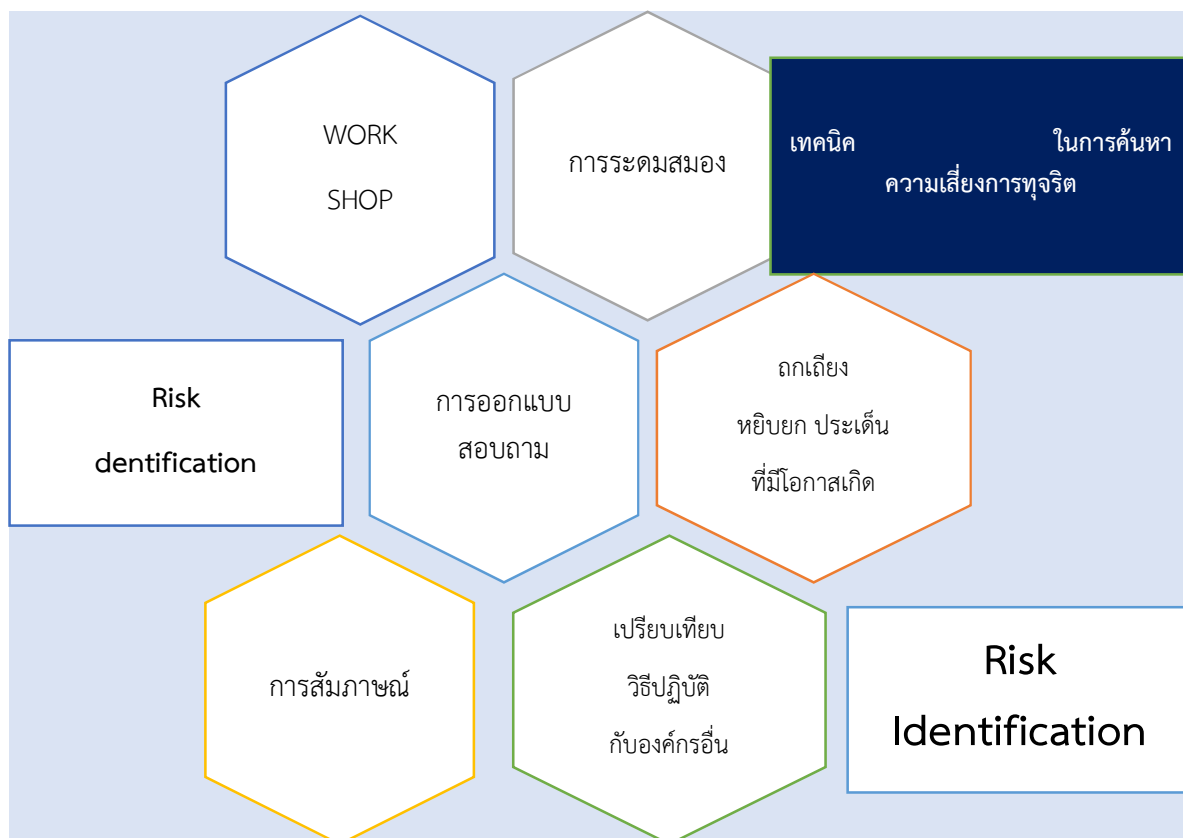 WORK
SHOP
การระดมสมอง
เทคนิค ในการค้นหา
ความเสี่ยงการทุจริต
Risk
dentification
การออกแบบ
สอบถาม
ถกเถียง
หยิบยก ประเด็น
ที่มีโอกาสเกิด
การสัมภาษณ์
เปรียบเทียบ
วิธีปฏิบัติ
กับองค์กรอื่น
Risk
Identification